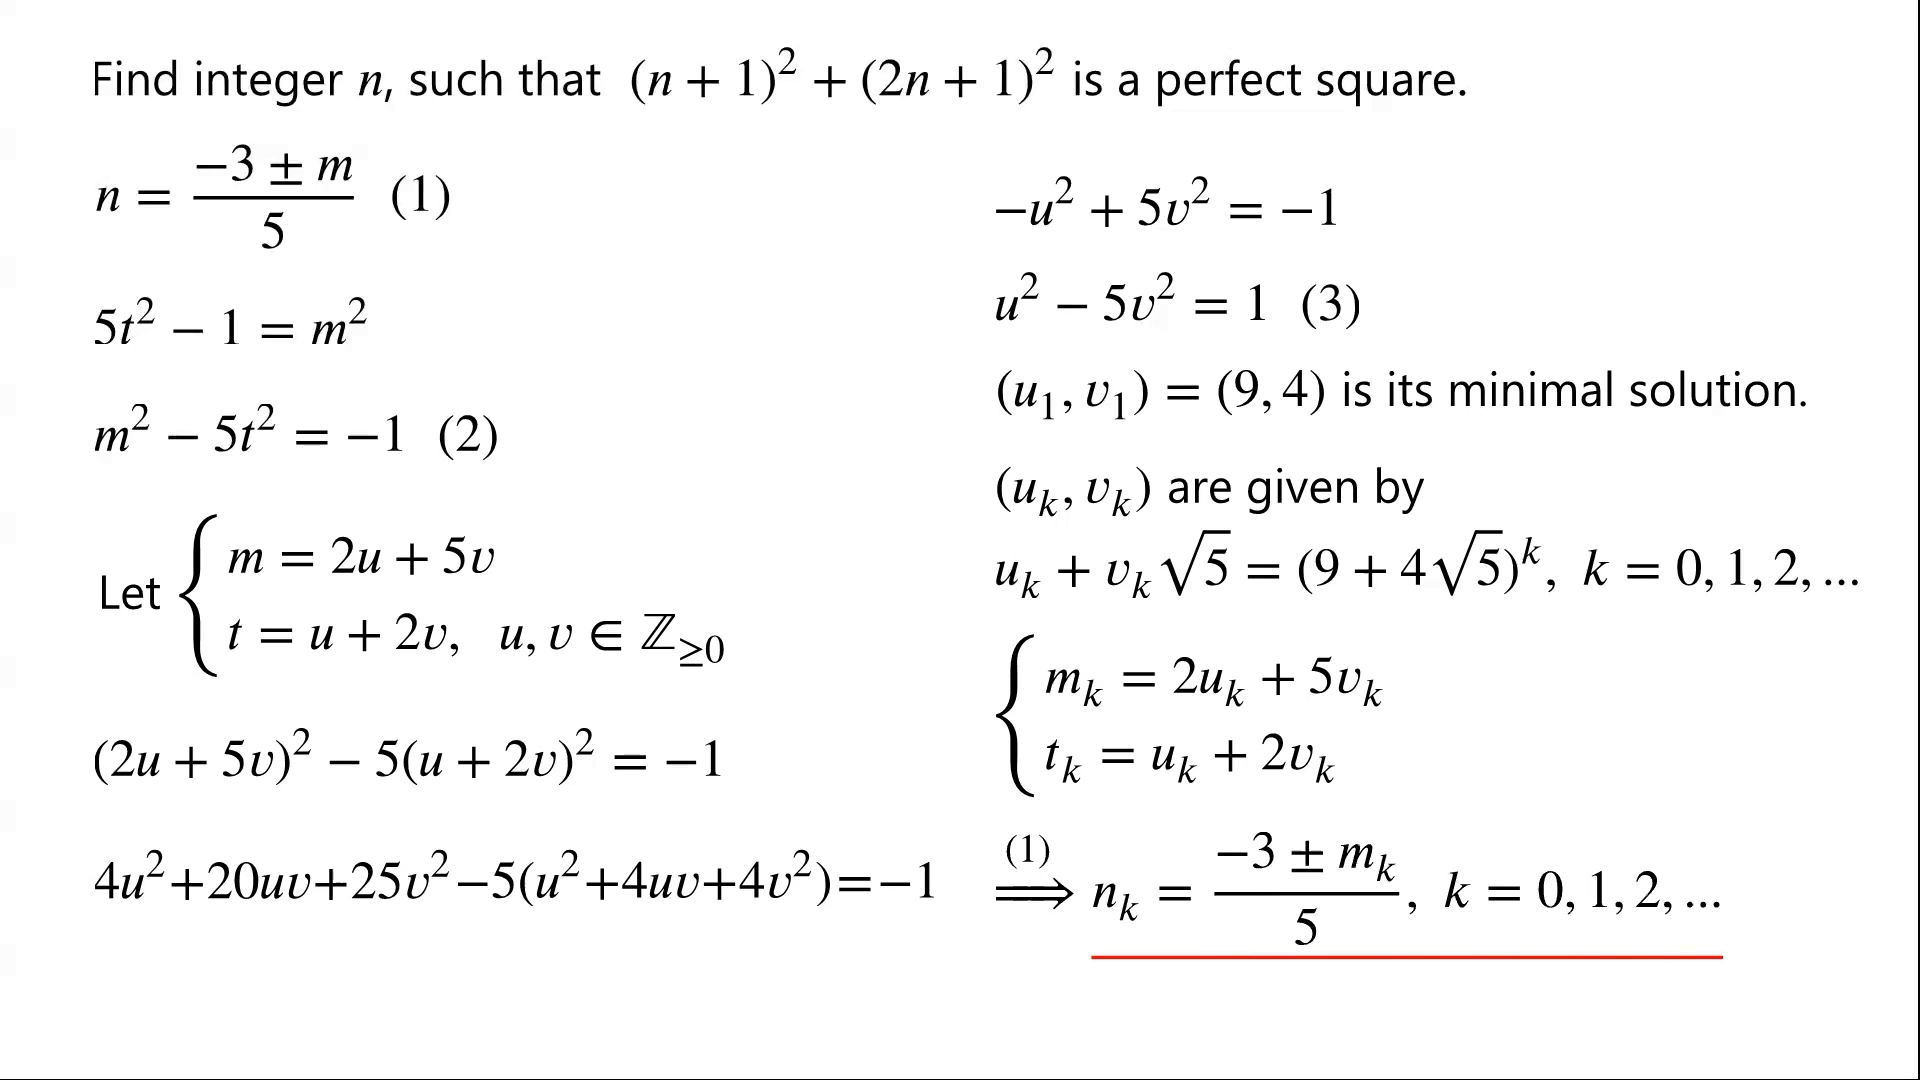 Find integer n, such that (n + 1)² + (2n + 1)² is a perfect square.
n = (−3 ± m)/5 (1)
5t² − 1 = m²
m² − 5t² = −1 (2)
Let { m = 2u + 5v
t = u + 2v, u, v ∈ ℤ≥0
(2u + 5v)² − 5(u + 2v)² = −1
4u²+20uv+25v²−5(u²+4uv+4v²)=−1
−u² + 5v² = −1
u² − 5v² = 1 (3)
(u₁, v₁) = (9, 4) is its minimal solution.
(uₖ, vₖ) are given by
uₖ + vₖ√5 = (9 + 4√5)ᵏ, k = 0, 1, 2, ...
{ mₖ = 2uₖ + 5vₖ
tₖ = uₖ + 2vₖ
(1)
⟹ nₖ = (−3 ± mₖ)/5, k = 0, 1, 2, ...